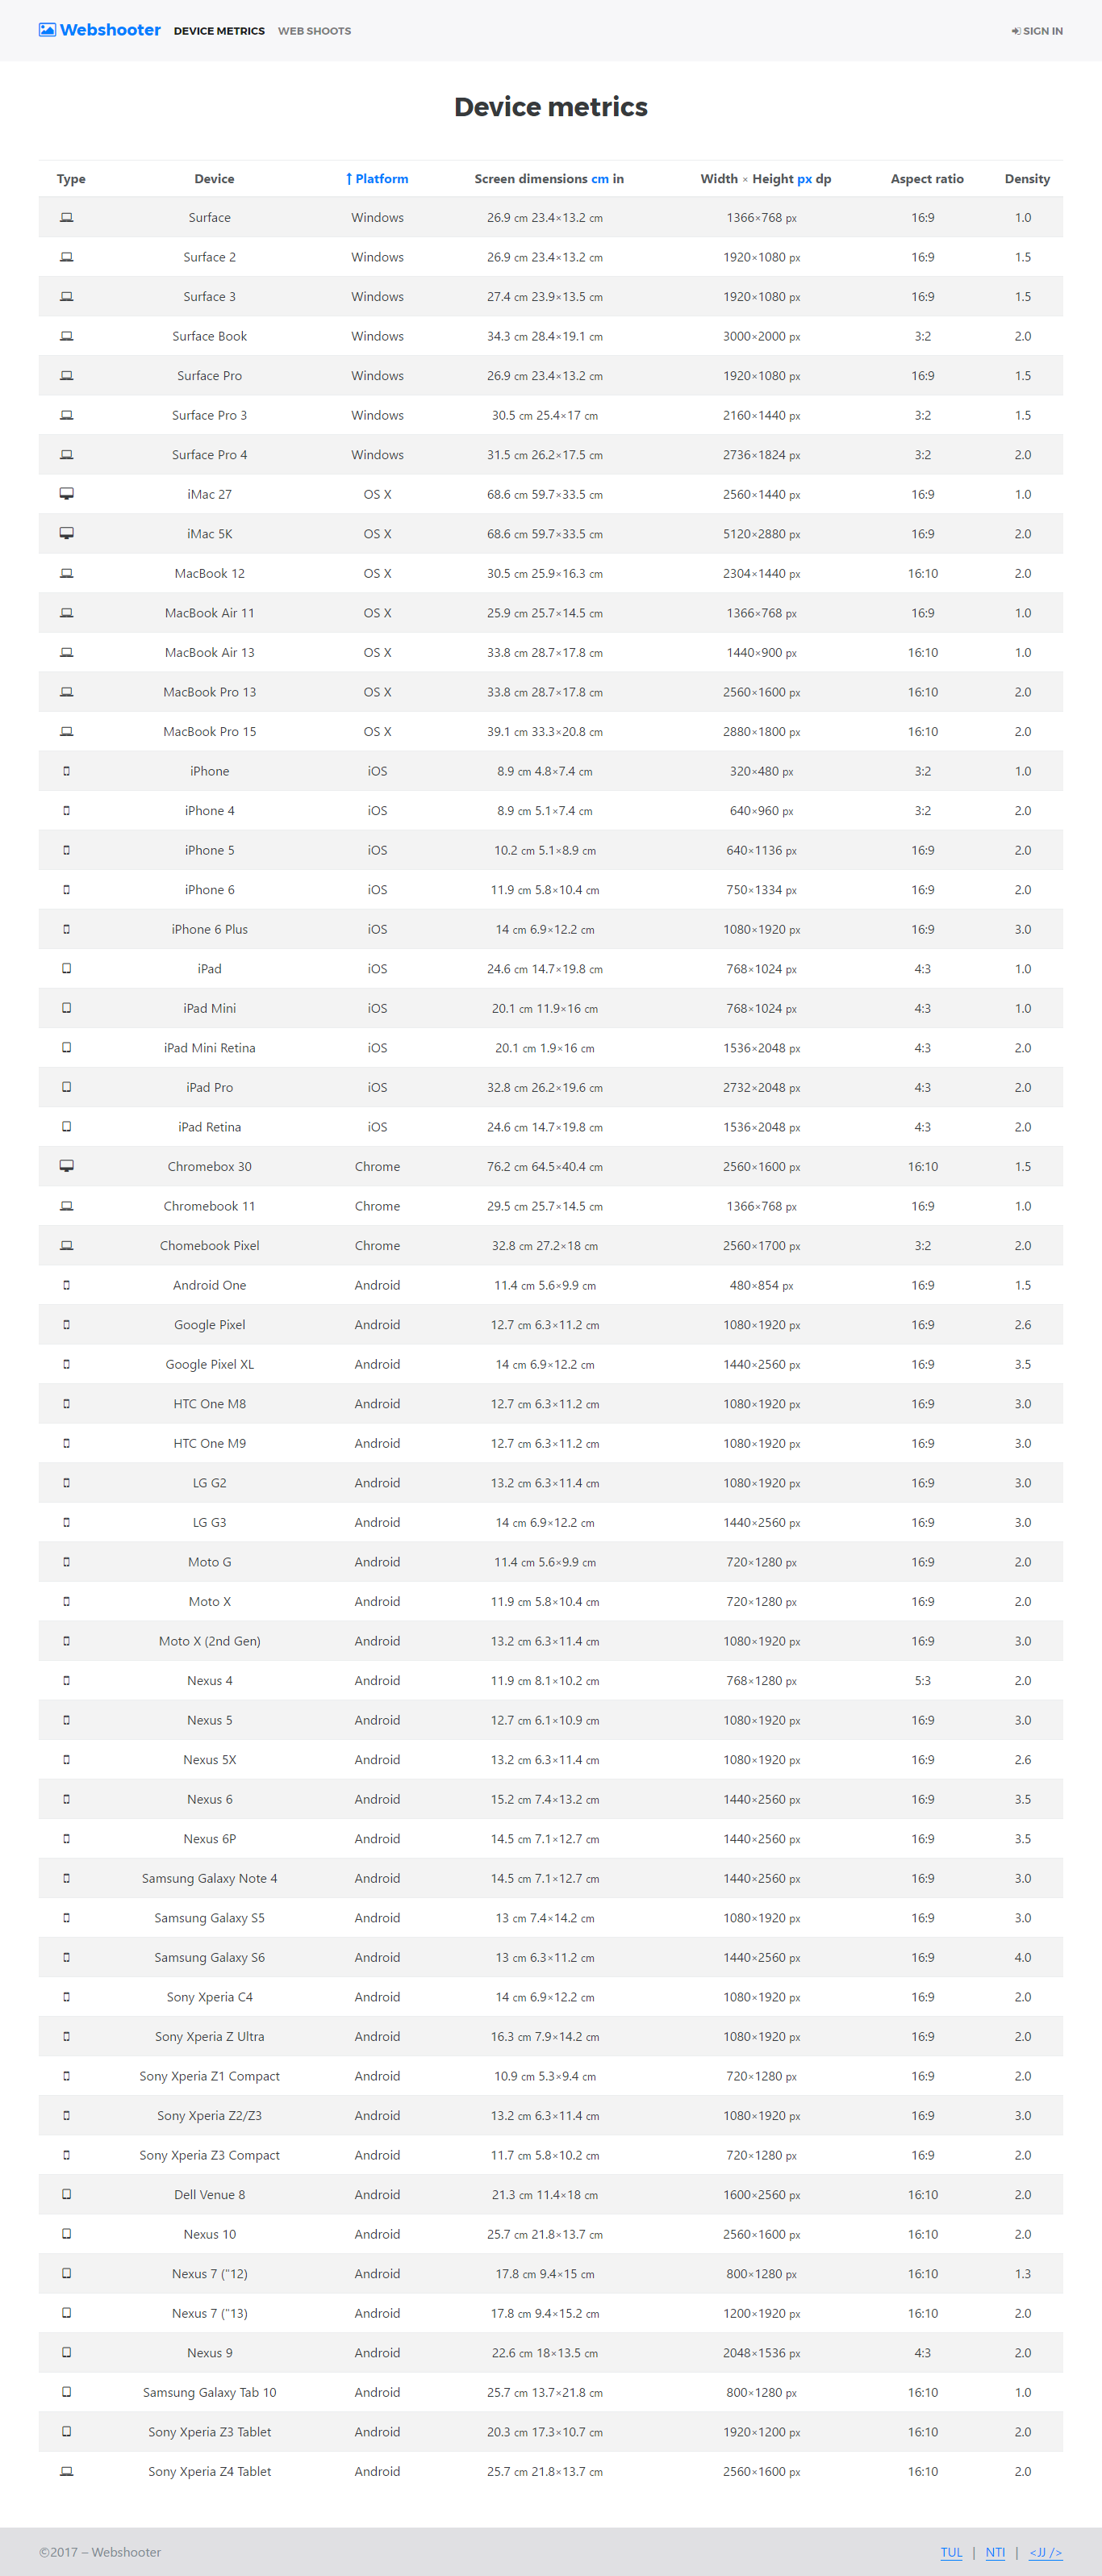 Webshooter DEVICE METRICS WEB SHOOTS SIGN IN
Device metrics
Type Device Platform Screen dimensions cm in Width × Height px dp Aspect ratio Density
Surface Windows 26.9 cm 23.4×13.2 cm 1366×768 px 16:9 1.0
Surface 2 Windows 26.9 cm 23.4×13.2 cm 1920×1080 px 16:9 1.5
Surface 3 Windows 27.4 cm 23.9×13.5 cm 1920×1080 px 16:9 1.5
Surface Book Windows 34.3 cm 28.4×19.1 cm 3000×2000 px 3:2 2.0
Surface Pro Windows 26.9 cm 23.4×13.2 cm 1920×1080 px 16:9 1.5
Surface Pro 3 Windows 30.5 cm 25.4×17 cm 2160×1440 px 3:2 1.5
Surface Pro 4 Windows 31.5 cm 26.2×17.5 cm 2736×1824 px 3:2 2.0
iMac 27 OS X 68.6 cm 59.7×33.5 cm 2560×1440 px 16:9 1.0
iMac 5K OS X 68.6 cm 59.7×33.5 cm 5120×2880 px 16:9 2.0
MacBook 12 OS X 30.5 cm 25.9×16.3 cm 2304×1440 px 16:10 2.0
MacBook Air 11 OS X 25.9 cm 25.7×14.5 cm 1366×768 px 16:9 1.0
MacBook Air 13 OS X 33.8 cm 28.7×17.8 cm 1440×900 px 16:10 1.0
MacBook Pro 13 OS X 33.8 cm 28.7×17.8 cm 2560×1600 px 16:10 2.0
MacBook Pro 15 OS X 39.1 cm 33.3×20.8 cm 2880×1800 px 16:10 2.0
iPhone iOS 8.9 cm 4.8×7.4 cm 320×480 px 3:2 1.0
iPhone 4 iOS 8.9 cm 5.1×7.4 cm 640×960 px 3:2 2.0
iPhone 5 iOS 10.2 cm 5.1×8.9 cm 640×1136 px 16:9 2.0
iPhone 6 iOS 11.9 cm 5.8×10.4 cm 750×1334 px 16:9 2.0
iPhone 6 Plus iOS 14 cm 6.9×12.2 cm 1080×1920 px 16:9 3.0
iPad iOS 24.6 cm 14.7×19.8 cm 768×1024 px 4:3 1.0
iPad Mini iOS 20.1 cm 11.9×16 cm 768×1024 px 4:3 1.0
iPad Mini Retina iOS 20.1 cm 1.9×16 cm 1536×2048 px 4:3 2.0
iPad Pro iOS 32.8 cm 26.2×19.6 cm 2732×2048 px 4:3 2.0
iPad Retina iOS 24.6 cm 14.7×19.8 cm 1536×2048 px 4:3 2.0
Chromebox 30 Chrome 76.2 cm 64.5×40.4 cm 2560×1600 px 16:10 1.5
Chromebook 11 Chrome 29.5 cm 25.7×14.5 cm 1366×768 px 16:9 1.0
Chomebook Pixel Chrome 32.8 cm 27.2×18 cm 2560×1700 px 3:2 2.0
Android One Android 11.4 cm 5.6×9.9 cm 480×854 px 16:9 1.5
Google Pixel Android 12.7 cm 6.3×11.2 cm 1080×1920 px 16:9 2.6
Google Pixel XL Android 14 cm 6.9×12.2 cm 1440×2560 px 16:9 3.5
HTC One M8 Android 12.7 cm 6.3×11.2 cm 1080×1920 px 16:9 3.0
HTC One M9 Android 12.7 cm 6.3×11.2 cm 1080×1920 px 16:9 3.0
LG G2 Android 13.2 cm 6.3×11.4 cm 1080×1920 px 16:9 3.0
LG G3 Android 14 cm 6.9×12.2 cm 1440×2560 px 16:9 3.0
Moto G Android 11.4 cm 5.6×9.9 cm 720×1280 px 16:9 2.0
Moto X Android 11.9 cm 5.8×10.4 cm 720×1280 px 16:9 2.0
Moto X (2nd Gen) Android 13.2 cm 6.3×11.4 cm 1080×1920 px 16:9 3.0
Nexus 4 Android 11.9 cm 8.1×10.2 cm 768×1280 px 5:3 2.0
Nexus 5 Android 12.7 cm 6.1×10.9 cm 1080×1920 px 16:9 3.0
Nexus 5X Android 13.2 cm 6.3×11.4 cm 1080×1920 px 16:9 2.6
Nexus 6 Android 15.2 cm 7.4×13.2 cm 1440×2560 px 16:9 3.5
Nexus 6P Android 14.5 cm 7.1×12.7 cm 1440×2560 px 16:9 3.5
Samsung Galaxy Note 4 Android 14.5 cm 7.1×12.7 cm 1440×2560 px 16:9 3.0
Samsung Galaxy S5 Android 13 cm 7.4×14.2 cm 1080×1920 px 16:9 3.0
Samsung Galaxy S6 Android 13 cm 6.3×11.2 cm 1440×2560 px 16:9 4.0
Sony Xperia C4 Android 14 cm 6.9×12.2 cm 1080×1920 px 16:9 2.0
Sony Xperia Z Ultra Android 16.3 cm 7.9×14.2 cm 1080×1920 px 16:9 2.0
Sony Xperia Z1 Compact Android 10.9 cm 5.3×9.4 cm 720×1280 px 16:9 2.0
Sony Xperia Z2/Z3 Android 13.2 cm 6.3×11.4 cm 1080×1920 px 16:9 3.0
Sony Xperia Z3 Compact Android 11.7 cm 5.8×10.2 cm 720×1280 px 16:9 2.0
Dell Venue 8 Android 21.3 cm 11.4×18 cm 1600×2560 px 16:10 2.0
Nexus 10 Android 25.7 cm 21.8×13.7 cm 2560×1600 px 16:10 2.0
Nexus 7 ("12) Android 17.8 cm 9.4×15 cm 800×1280 px 16:10 1.3
Nexus 7 ("13) Android 17.8 cm 9.4×15.2 cm 1200×1920 px 16:10 2.0
Nexus 9 Android 22.6 cm 18×13.5 cm 2048×1536 px 4:3 2.0
Samsung Galaxy Tab 10 Android 25.7 cm 13.7×21.8 cm 800×1280 px 16:10 1.0
Sony Xperia Z3 Tablet Android 20.3 cm 17.3×10.7 cm 1920×1200 px 16:10 2.0
Sony Xperia Z4 Tablet Android 25.7 cm 21.8×13.7 cm 2560×1600 px 16:10 2.0
©2017 – Webshooter TUL | NTI | <JJ />